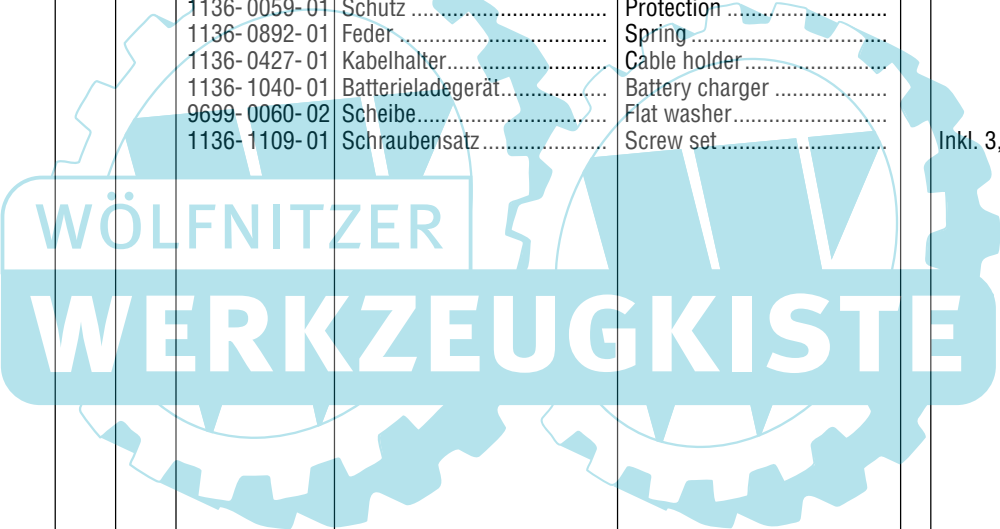 1136-0059-01 Schutz .............................. Protection ........................
1136-0892-01 Feder ................................ Spring ..............................
1136-0427-01 Kabelhalter......................... Cable holder......................
1136-1040-01 Batterieladegerät................. Battery charger .................
9699-0060-02 Scheibe.............................. Flat washer........................
1136-1109-01 Schraubensatz................... Screw set ......................... Inkl. 3,
WÖLFNITZER
WERKZEUGKISTE